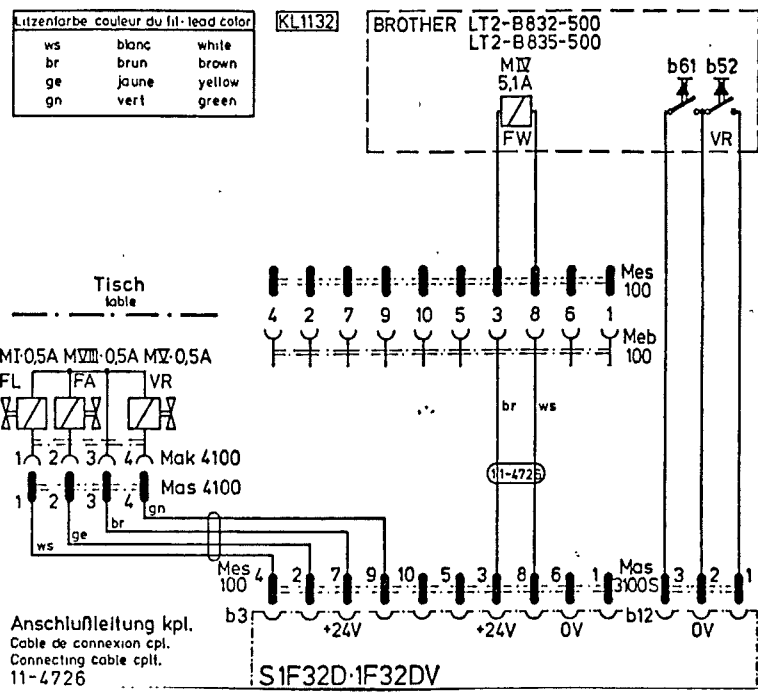 Litzenfarbe couleur du fil·lead color
ws blanc white
br brun brown
ge jaune yellow
gn vert green
KL1132
BROTHER LT2-B832-500
LT2-B835-500
MIV
5,1A
FW
b61 b52
VR
Tisch
table
Mes
100
4 2 7 9 10 5 3 8 6 1
Meb
100
MI·0,5A MVIII·0,5A MV·0,5A
FL FA VR
1 2 3 4 Mak 4100
Mas 4100
1 2 3 4
br ws
11-4726
gn
br
ge
ws
Mes
100
4 2 7 9 10 5 3 8 6 1
Mas
3100S
3 2 1
b3 +24V +24V 0V b12 0V
Anschlußleitung kpl.
Cable de connexion cpl.
Connecting cable cplt.
11-4726
S1F32D·1F32DV